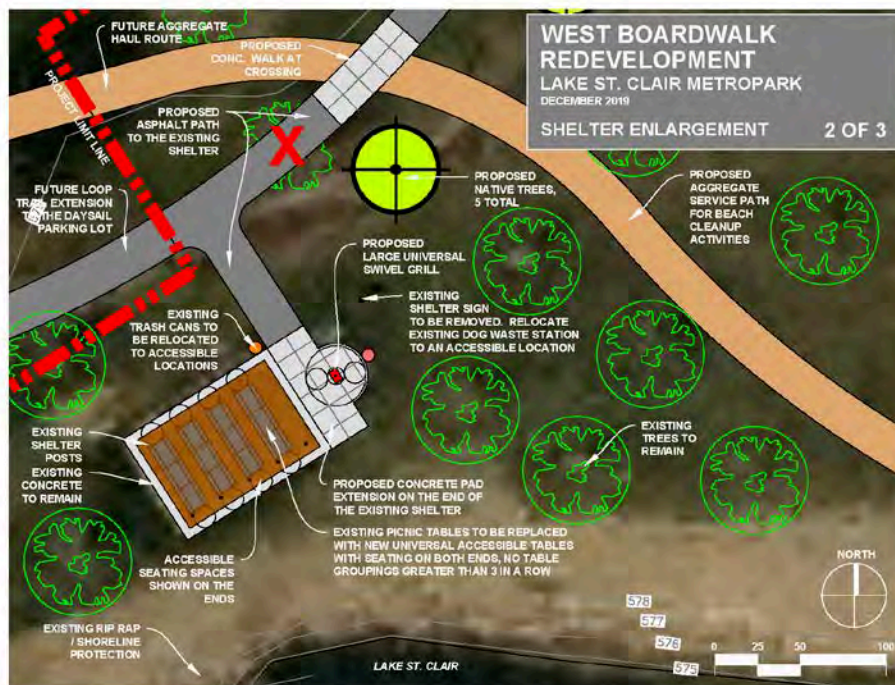 WEST BOARDWALK
REDEVELOPMENT
LAKE ST. CLAIR METROPARK
DECEMBER 2019
SHELTER ENLARGEMENT 2 OF 3
FUTURE AGGREGATE
HAUL ROUTE
PROPOSED
CONC. WALK AT
CROSSING
PROJECT LIMIT LINE
PROPOSED
ASPHALT PATH
TO THE EXISTING
SHELTER
X
FUTURE LOOP
TRAIL EXTENSION
TO THE DAYSAIL
PARKING LOT
PROPOSED
NATIVE TREES,
5 TOTAL
PROPOSED
AGGREGATE
SERVICE PATH
FOR BEACH
CLEANUP
ACTIVITIES
PROPOSED
LARGE UNIVERSAL
SWIVEL GRILL
EXISTING
TRASH CANS TO
BE RELOCATED
TO ACCESSIBLE
LOCATIONS
EXISTING
SHELTER SIGN
TO BE REMOVED. RELOCATE
EXISTING DOG WASTE STATION
TO AN ACCESSIBLE LOCATION
EXISTING
SHELTER
POSTS
EXISTING
CONCRETE
TO REMAIN
EXISTING
TREES TO
REMAIN
PROPOSED CONCRETE PAD
EXTENSION ON THE END OF
THE EXISTING SHELTER
EXISTING PICNIC TABLES TO BE REPLACED
WITH NEW UNIVERSAL ACCESSIBLE TABLES
WITH SEATING ON BOTH ENDS, NO TABLE
GROUPINGS GREATER THAN 3 IN A ROW
ACCESSIBLE
SEATING SPACES
SHOWN ON THE
ENDS
EXISTING RIP RAP
/ SHORELINE
PROTECTION
LAKE ST. CLAIR
578
577
576
575
NORTH
0 25 50 100